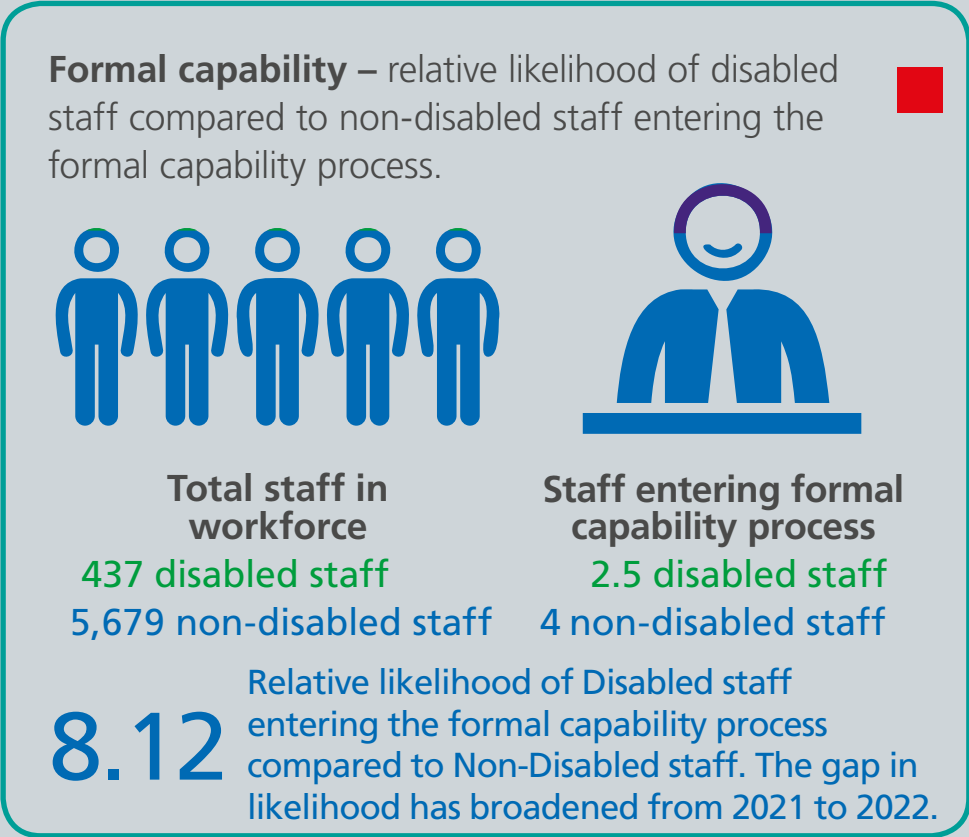 Formal capability – relative likelihood of disabled
staff compared to non-disabled staff entering the
formal capability process.
Total staff in
workforce
437 disabled staff
5,679 non-disabled staff
Staff entering formal
capability process
2.5 disabled staff
4 non-disabled staff
8.12
Relative likelihood of Disabled staff
entering the formal capability process
compared to Non-Disabled staff. The gap in
likelihood has broadened from 2021 to 2022.